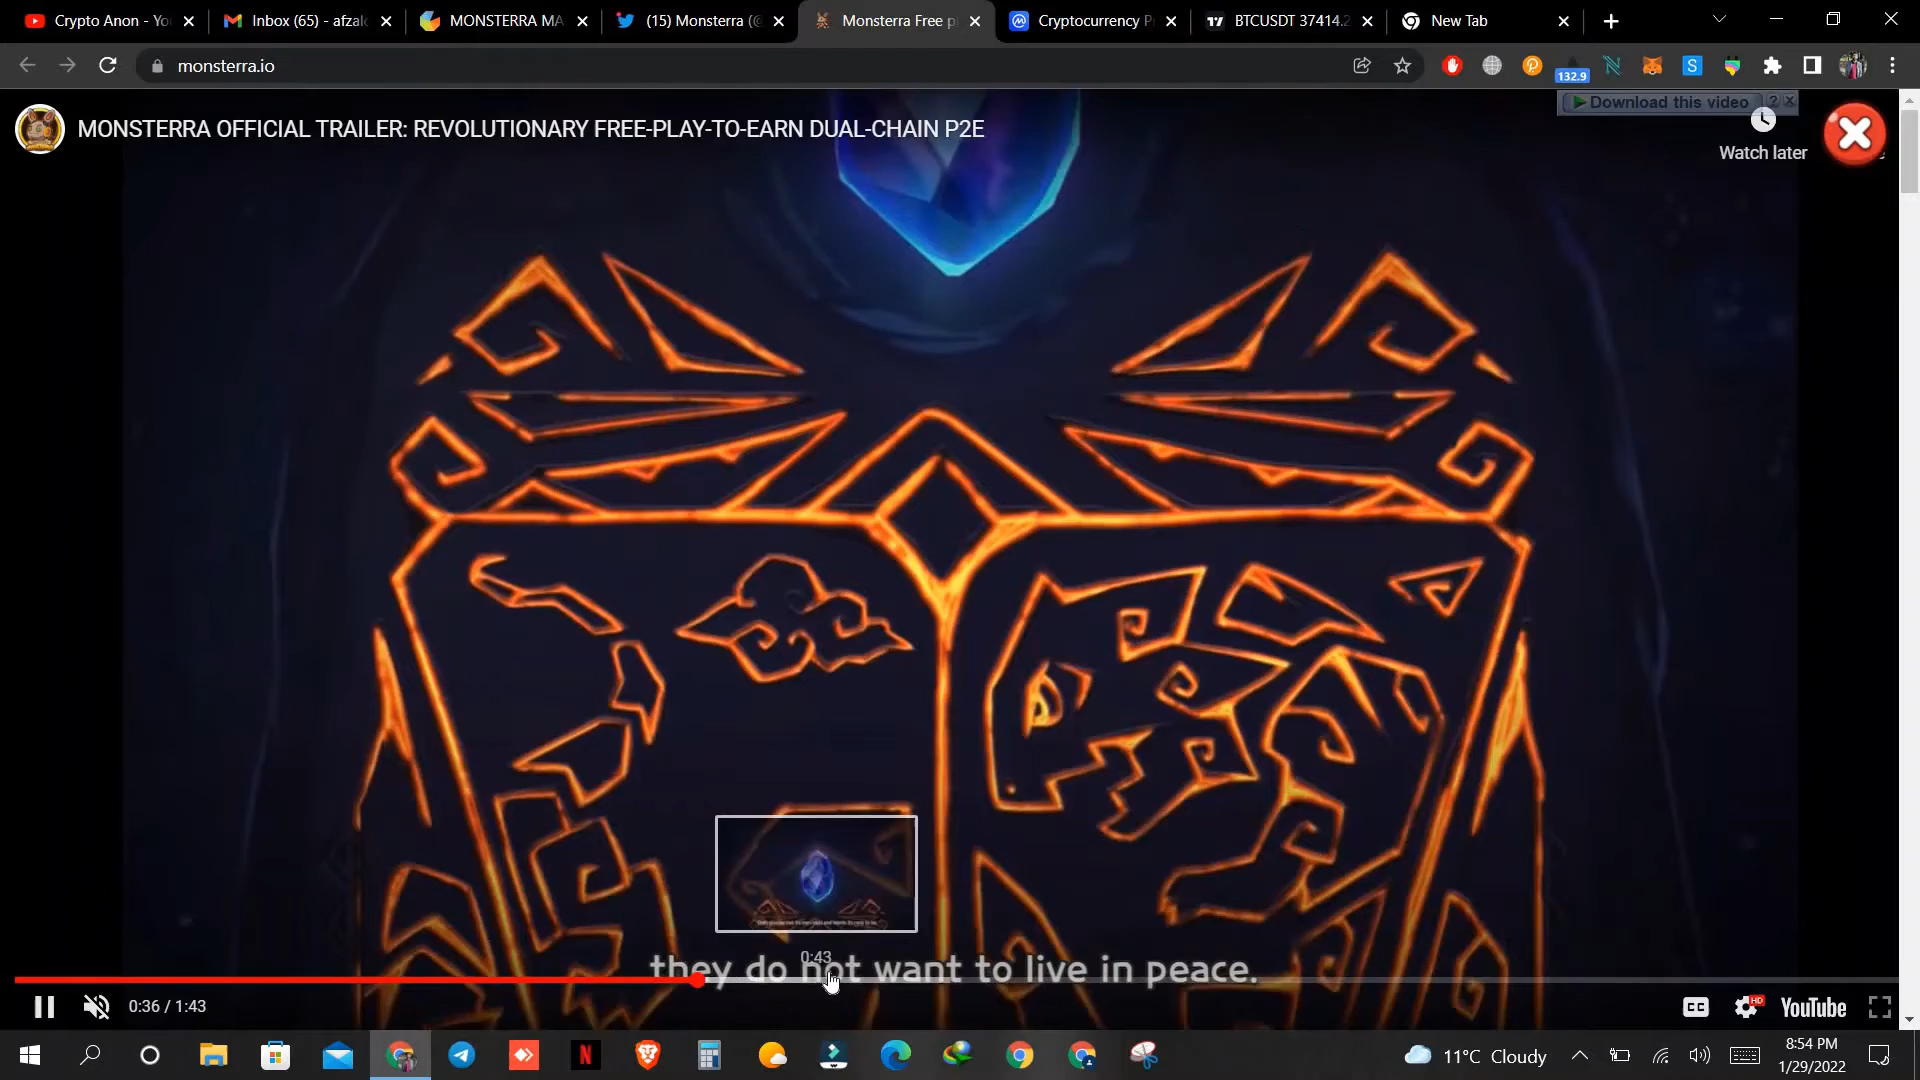 Crypto Anon - Yo
Inbox (65) - afzal
MONSTERRA MA
(15) Monsterra (@
Monsterra Free p
Cryptocurrency P
BTCUSDT 37414.2
New Tab
monsterra.io
132.9
MONSTERRA OFFICIAL TRAILER: REVOLUTIONARY FREE-PLAY-TO-EARN DUAL-CHAIN P2E
Download this video
Watch later
0:43
they do not want to live in peace.
0:36 / 1:43
CC
HD
YouTube
11°C Cloudy
8:54 PM
1/29/2022